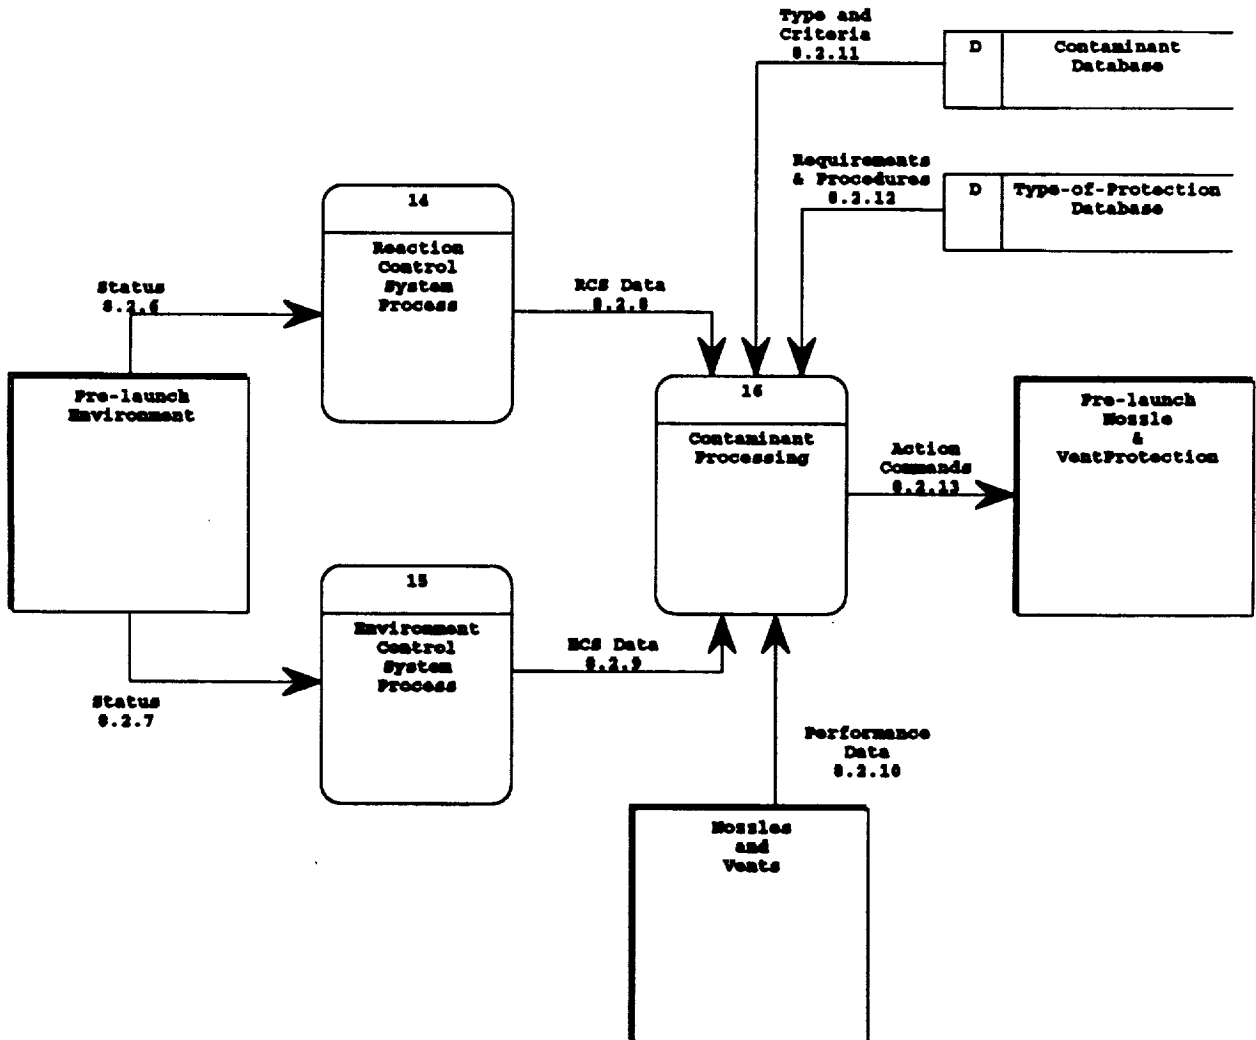 Type and
Criteria
8.2.11
D
Contaminant
Database
Requirements
& Procedures
8.2.12
D
Type-of-Protection
Database
14
Reaction
Control
System
Process
Status
8.2.6
RCS Data
8.2.8
Pre-launch
Environment
16
Contaminant
Processing
Action
Commands
8.2.13
Pre-launch
Nozzle
&
VentProtection
15
Environment
Control
System
Process
ECS Data
8.2.9
Status
8.2.7
Performance
Data
8.2.10
Nozzles
and
Vents